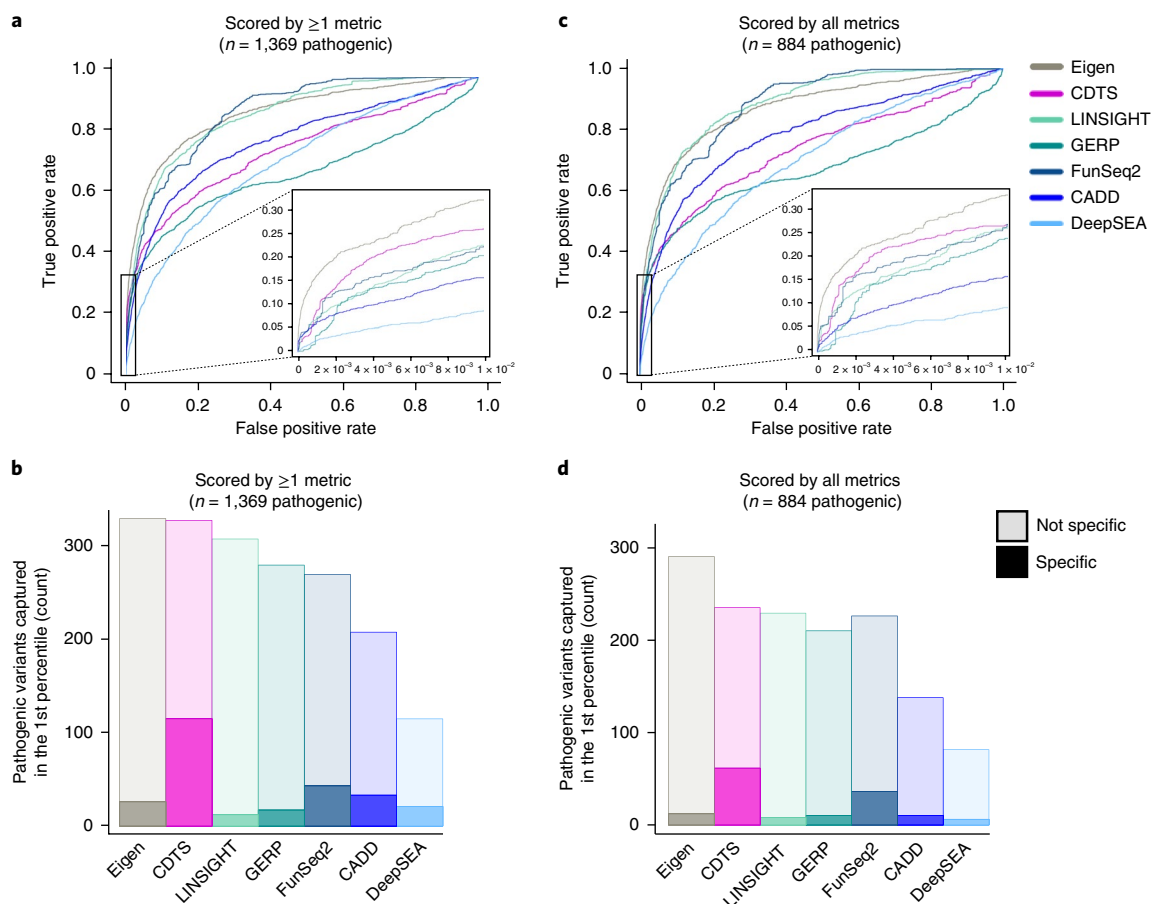 a
Scored by ≥1 metric
(n = 1,369 pathogenic)
True positive rate
1.0
0.8
0.6
0.4
0.2
0
0.30
0.25
0.20
0.15
0.10
0.05
0
0
2 × 10⁻³
4 × 10⁻³
6 × 10⁻³
8 × 10⁻³
1 × 10⁻²
0
0.2
0.4
0.6
0.8
1.0
False positive rate
c
Scored by all metrics
(n = 884 pathogenic)
True positive rate
1.0
0.8
0.6
0.4
0.2
0
0.30
0.25
0.20
0.15
0.10
0.05
0
0
2 × 10⁻³
4 × 10⁻³
6 × 10⁻³
8 × 10⁻³
1 × 10⁻²
0
0.2
0.4
0.6
0.8
1.0
False positive rate
Eigen
CDTS
LINSIGHT
GERP
FunSeq2
CADD
DeepSEA
b
Scored by ≥1 metric
(n = 1,369 pathogenic)
Pathogenic variants captured
in the 1st percentile (count)
300
200
100
0
Eigen
CDTS
LINSIGHT
GERP
FunSeq2
CADD
DeepSEA
d
Scored by all metrics
(n = 884 pathogenic)
Pathogenic variants captured
in the 1st percentile (count)
300
200
100
0
Eigen
CDTS
LINSIGHT
GERP
FunSeq2
CADD
DeepSEA
Not specific
Specific